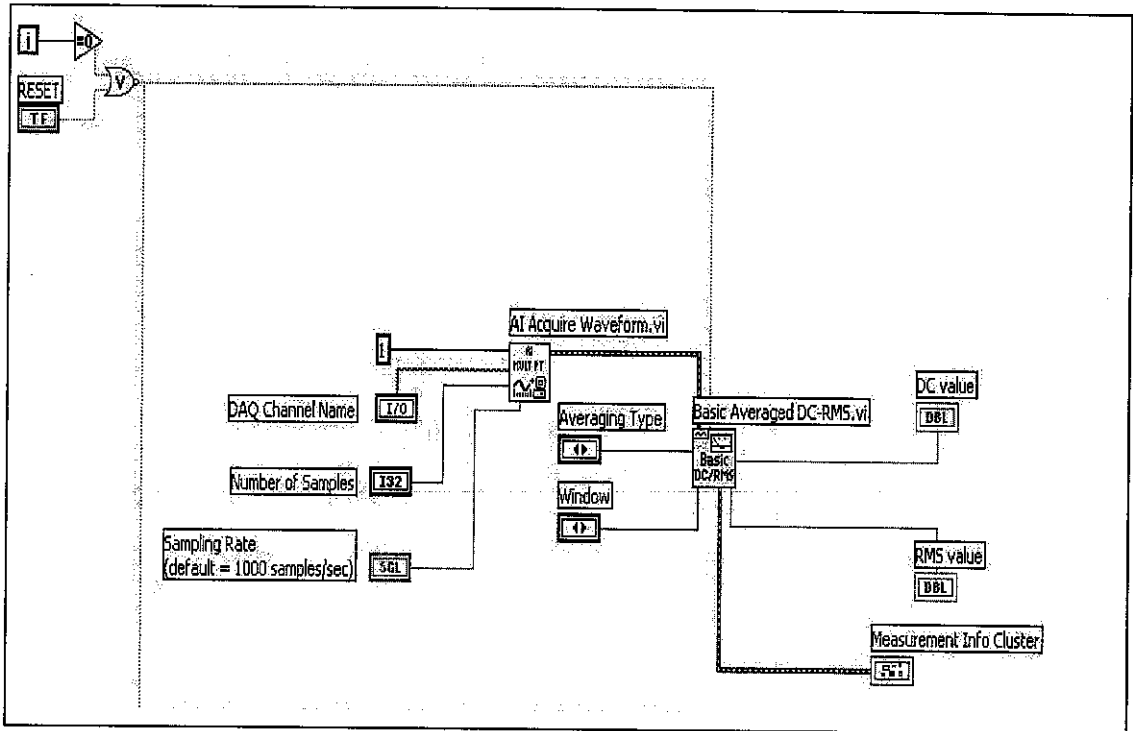 i
=0
RESET
TF
V
AI Acquire Waveform.vi
1
MULT PT
DAQ Channel Name
I/O
DC value
DBL
Averaging Type
Basic Averaged DC-RMS.vi
Basic
DC/RMS
Number of Samples
I32
Window
Sampling Rate
(default = 1000 samples/sec)
SGL
RMS value
DBL
Measurement Info Cluster